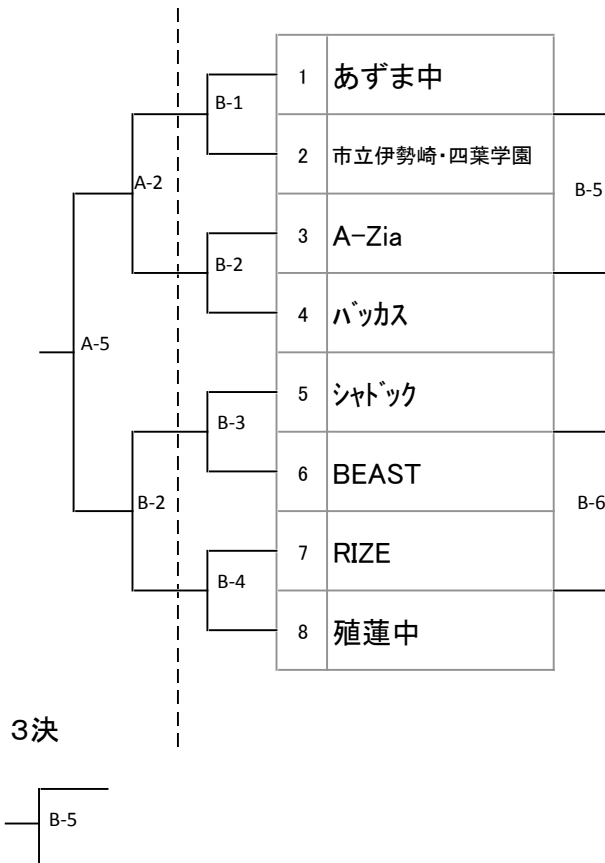 1 あずま中
B-1
2 市立伊勢崎・四葉学園
A-2
B-5
3 A-Zia
B-2
4 バッカス
A-5
5 シャドック
B-3
6 BEAST
B-2
B-6
7 RIZE
B-4
8 殖蓮中
3決
B-5